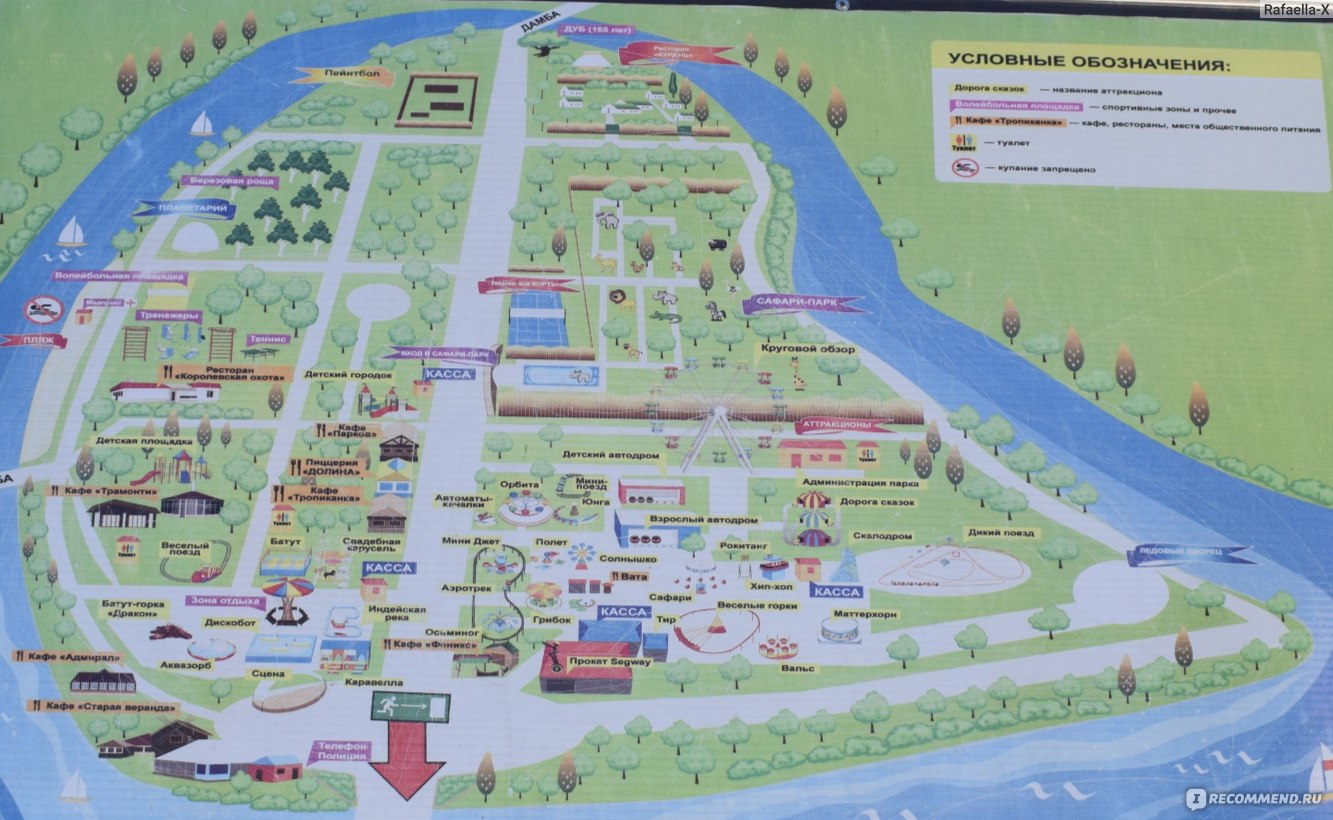 Rafaella-X
ДАМБА
ДУБ (165 лет)
Ресторан
«КУРЕНЬ»
Пейнтбол
УСЛОВНЫЕ ОБОЗНАЧЕНИЯ:
Дорога сказок — название аттракциона
Волейбольная площадка — спортивные зоны и прочее
Кафе «Тропиканка» — кафе, рестораны, места общественного питания
Туалет — туалет
— купание запрещено
Березовая роща
ПЛАНЕТАРИЙ
Волейбольная площадка
Медпункт
Тренажеры
ПЛЯЖ
Теннис
ТЕННИСНЫЕ КОРТЫ
САФАРИ-ПАРК
ВХОД В САФАРИ-ПАРК
КАССА
Круговой обзор
Ресторан
«Королевская охота»
Детский городок
АТТРАКЦИОНЫ
Кафе
«Парковъ»
Детская площадка
Детский автодром
Туалет
Пиццерия
«ДОЛИНА»
БА
Кафе «Трамонти»
Кафе
«Тропиканка»
Автоматы-
качалки
Орбита
Мини-
поезд
Юнга
Администрация парка
Дорога сказок
Туалет
Взрослый автодром
Скалодром
Дикий поезд
Туалет
Веселый
поезд
Батут
Свадебная
карусель
Мини Джет
Полет
Солнышко
Рокитанг
ЛЕДОВЫЙ ДВОРЕЦ
КАССА
Вата
Аэротрек
Сафари
Хип-хоп
КАССА
Батут-горка
«Дракон»
Зона отдыха
Дискобот
Индейская
река
Грибок
КАССА
Тир
Веселые горки
Маттерхорн
Осьминог
Кафе «Фоникс»
Кафе «Адмирал»
Аквазорб
Сцена
Каравелла
Прокат Segway
Вальс
Кафе «Старая веранда»
Телефон
Полиция
RECOMMEND.RU